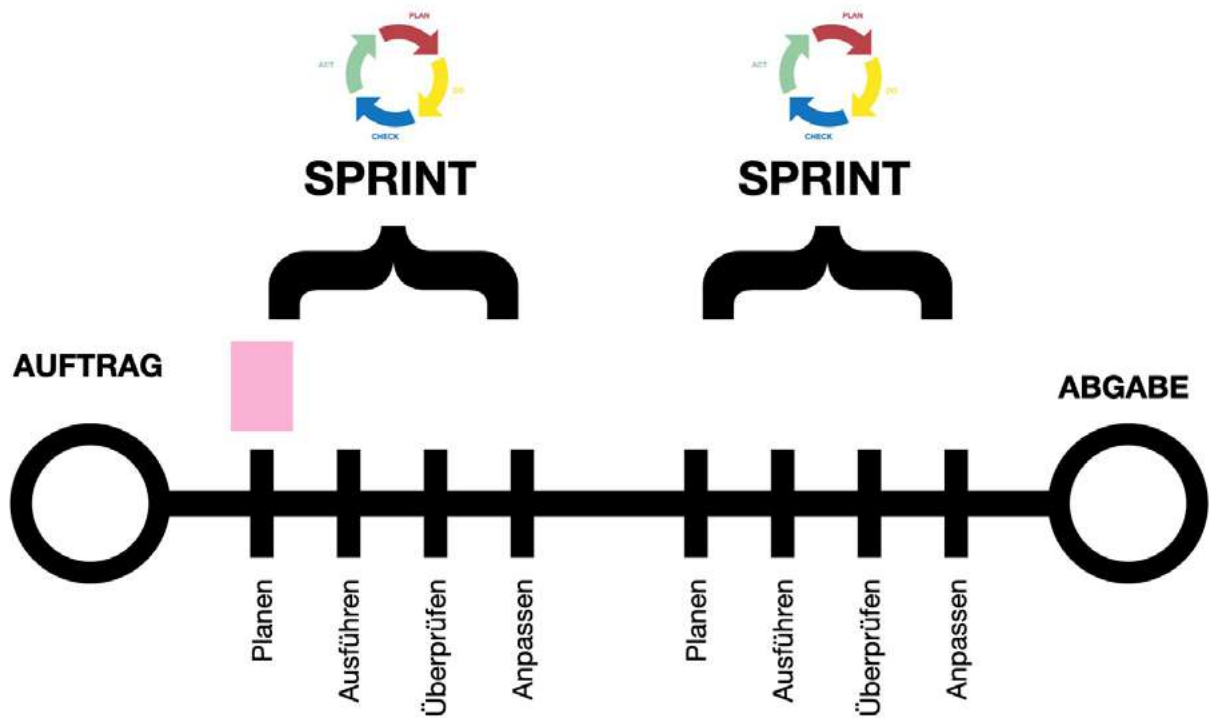 PLAN
ACT
DO
CHECK
SPRINT
PLAN
ACT
DO
CHECK
SPRINT
AUFTRAG
ABGABE
Planen
Ausführen
Überprüfen
Anpassen
Planen
Ausführen
Überprüfen
Anpassen